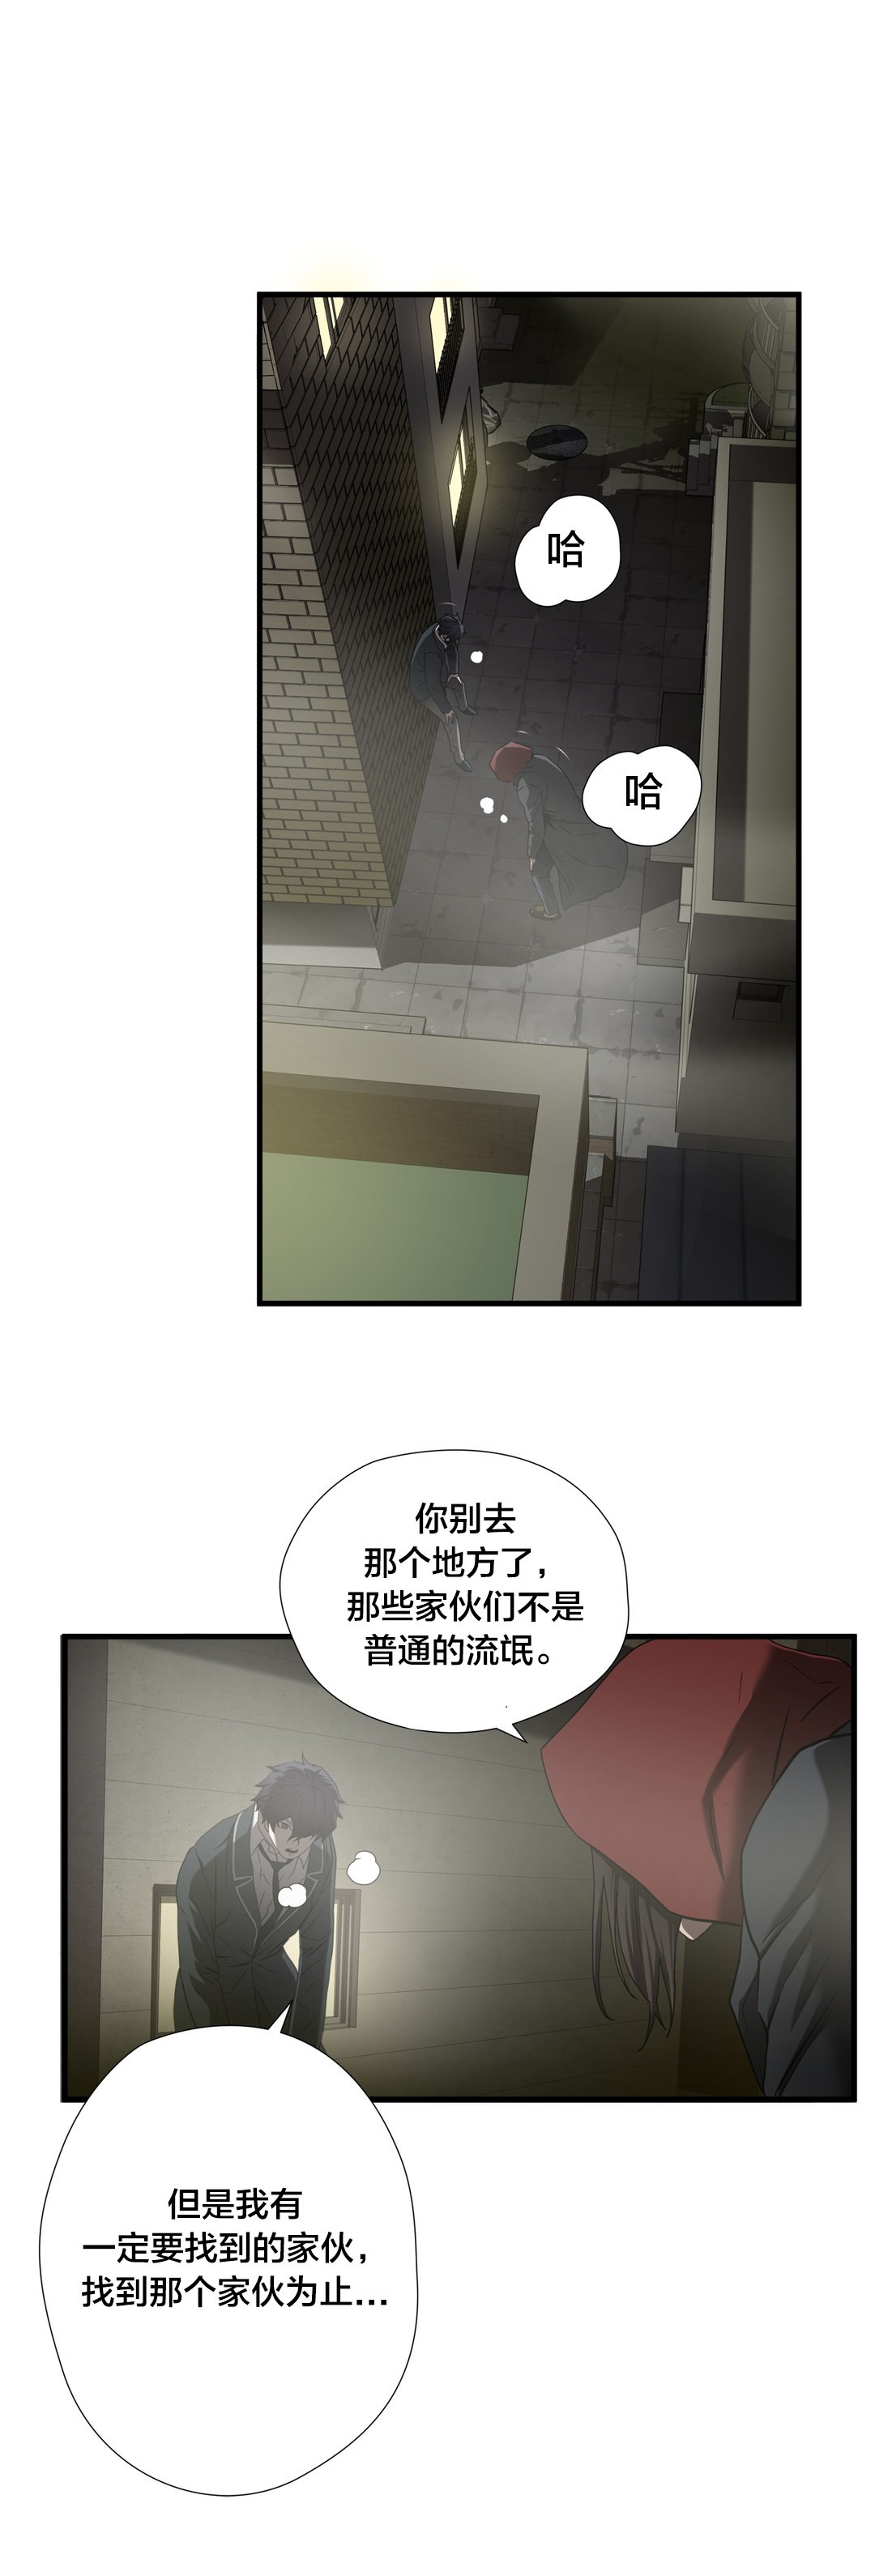 哈
哈
你别去
那个地方了，
那些家伙们不是
普通的流氓。
但是我有
一定要找到的家伙，
找到那个家伙为止…